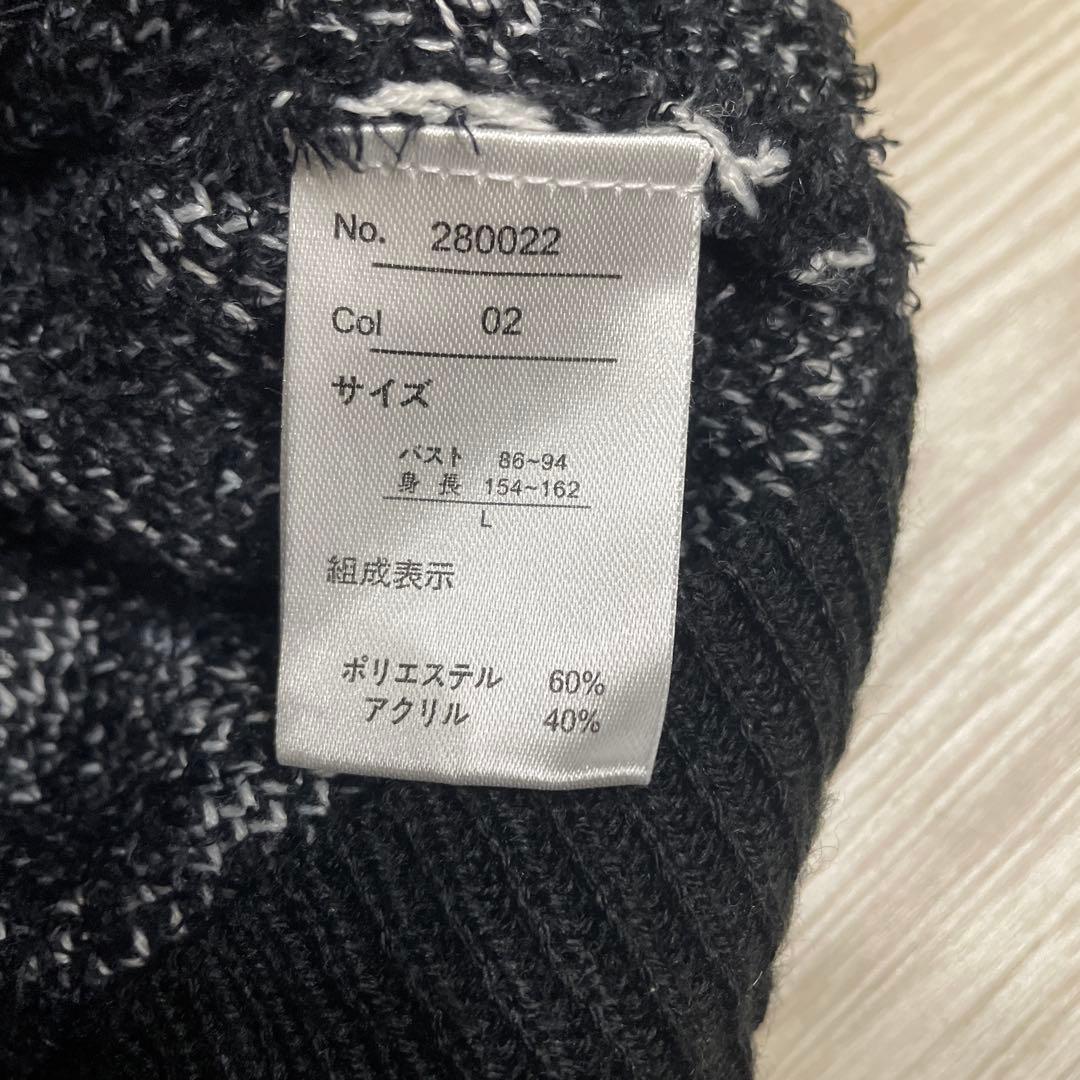 No. 280022
Col 02
サイズ
バスト 86~94
身長 154~162
L
組成表示
ポリエステル 60%
アクリル 40%